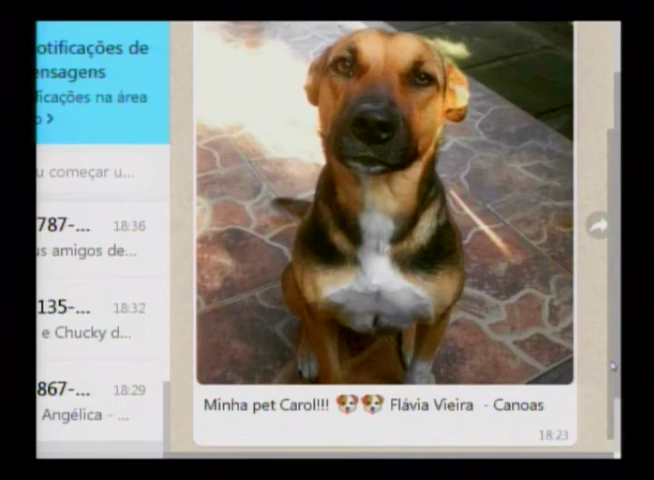 otificações de
ensagens
ficações na área
u começar u...
787-... 18:36
us amigos de...
135-... 18:32
e Chucky d...
867-... 18:29
Angélica - ...
Minha pet Carol!!! 🐶🐶 Flávia Vieira - Canoas
18:23